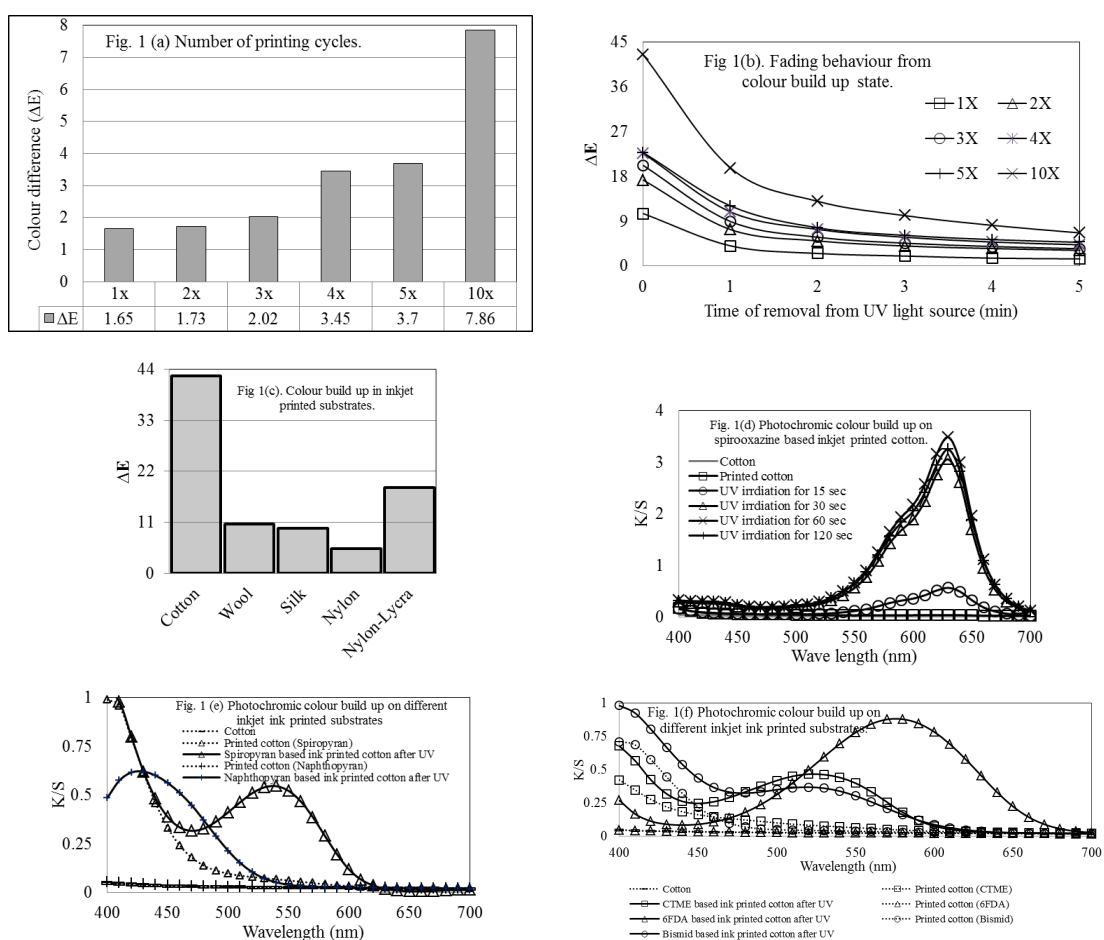 Fig. 1 (a) Number of printing cycles.
Colour difference (ΔE)
8
7
6
5
4
3
2
1
0
1x 2x 3x 4x 5x 10x
ΔE 1.65 1.73 2.02 3.45 3.7 7.86
Fig 1(b). Fading behaviour from
colour build up state.
ΔE
45
36
27
18
9
0
1X 2X
3X 4X
5X 10X
0 1 2 3 4 5
Time of removal from UV light source (min)
Fig 1(c). Colour build up in inkjet
printed substrates.
ΔE
44
33
22
11
0
Cotton Wool Silk Nylon Nylon-Lycra
Fig. 1(d) Photochromic colour build up on
spirooxazine based inkjet printed cotton.
Cotton
Printed cotton
UV irrdiation for 15 sec
UV irrdiation for 30 sec
UV irrdiation for 60 sec
UV irrdiation for 120 sec
K/S
4
3
2
1
0
400 450 500 550 600 650 700
Wave length (nm)
Fig. 1 (e) Photochromic colour build up on different
inkjet ink printed substrates
Cotton
Printed cotton (Spiropyran)
Spiropyran based ink printed cotton after UV
Printed cotton (Naphthopyran)
Naphthopyran based ink printed cotton after UV
K/S
1
0.75
0.5
0.25
0
400 450 500 550 600 650 700
Wavelength (nm)
Fig. 1(f) Photochromic colour build up on
different inkjet ink printed substrates.
K/S
1
0.75
0.5
0.25
0
400 450 500 550 600 650 700
Wavelength (nm)
Cotton Printed cotton (CTME)
CTME based ink printed cotton after UV Printed cotton (6FDA)
6FDA based ink printed cotton after UV Printed cotton (Bismid)
Bismid based ink printed cotton after UV